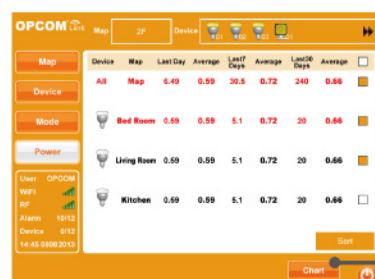 OPCOM Link Map 2F Device
Map
Device
Mode
Power
Device Map Last Day Average Last7 Days Average Last30 Days Average
All Map 6.49 0.59 30.5 0.72 240 0.66
Bed Room 0.59 0.59 5.1 0.72 20 0.66
Living Room 0.59 0.59 5.1 0.72 20 0.66
Kitchen 0.59 0.59 5.1 0.72 20 0.66
User OPCOM
WiFi
RF
Alarm 10/12
Device 0/12
14:45 0808 2013
Sort
Chart